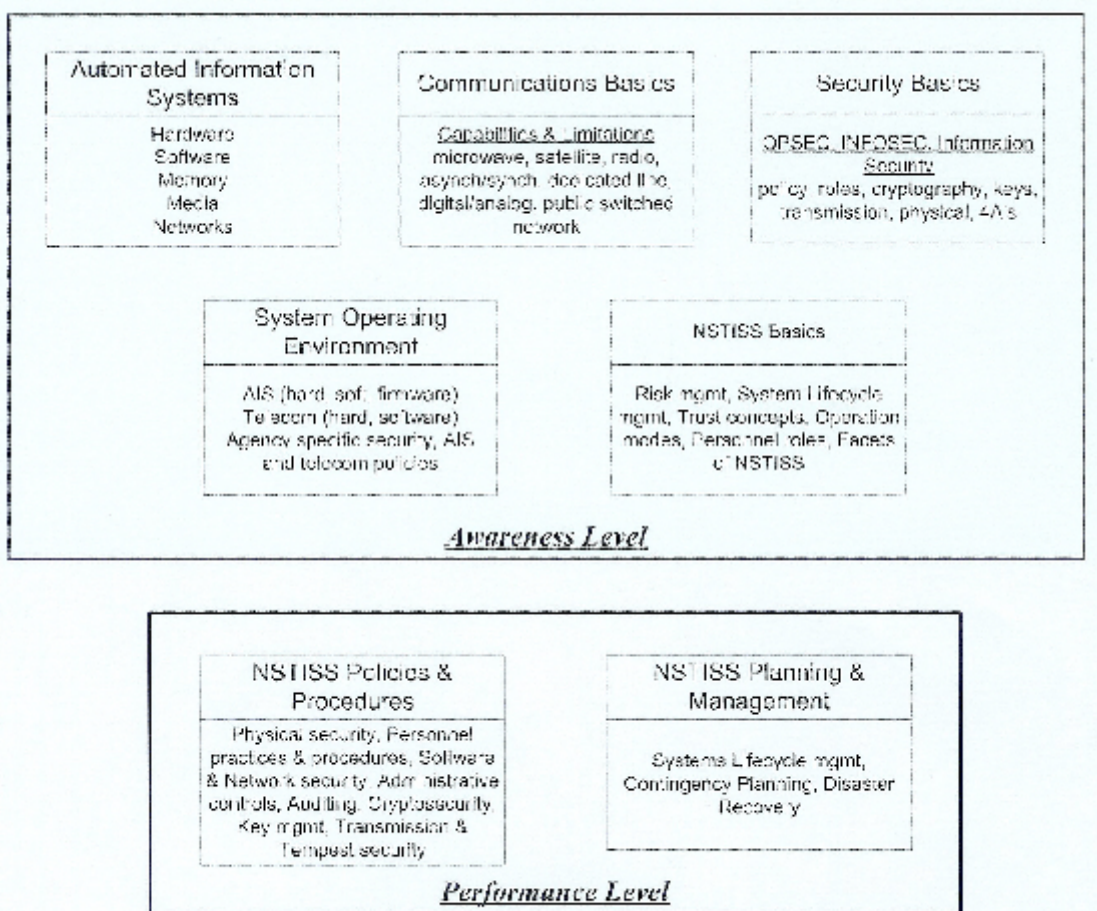 Automated Information
Systems
Hardware
Software
Memory
Media
Networks
Communications Basics
Capabilities & Limitations
microwave, satellite, radio,
asynch/synch, dedicated line,
digital/analog, public switched
network
Security Basics
OPSEC, INFOSEC, Information
Security
policy, roles, cryptography, keys,
transmission, physical, 4A's
System Operating
Environment
AIS (hard, soft, firmware)
Telecom (hard, software)
Agency specific security, AIS
and telecom policies
NSTISS Basics
Risk mgmt, System Lifecycle
mgmt, Trust concepts, Operation
modes, Personnel roles, Facets
of NSTISS
Awareness Level
NSTISS Policies &
Procedures
Physical security, Personnel
practices & procedures, Software
& Network security, Administrative
controls, Auditing, Cryptosecurity,
Key mgmt, Transmission &
Tempest security
NSTISS Planning &
Management
Systems Lifecycle mgmt,
Contingency Planning, Disaster
Recovery
Performance Level